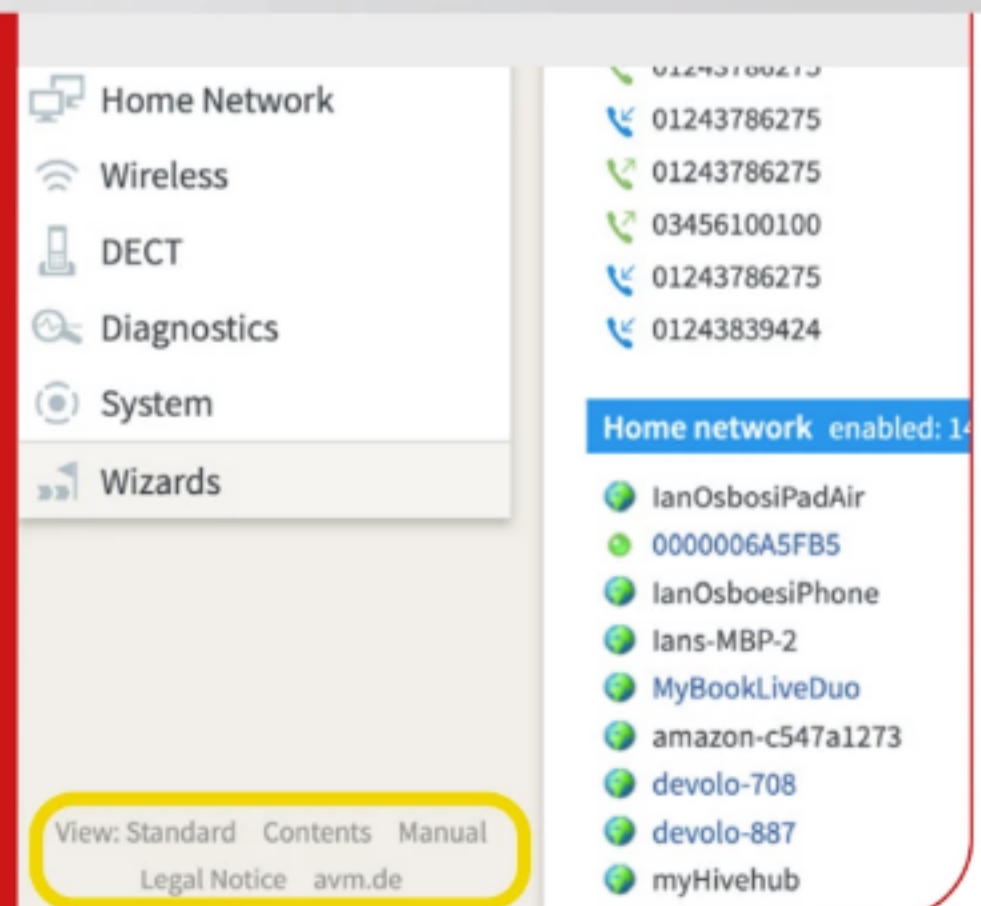 Home Network
Wireless
DECT
Diagnostics
System
Wizards
View: Standard Contents Manual
Legal Notice avm.de
01243786275
01243786275
01243786275
03456100100
01243786275
01243839424
Home network enabled: 14
IanOsbosiPadAir
0000006A5FB5
IanOsboesiPhone
Ians-MBP-2
MyBookLiveDuo
amazon-c547a1273
devolo-708
devolo-887
myHivehub